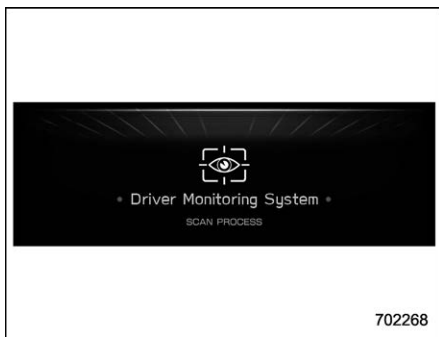 • Driver Monitoring System •
SCAN PROCESS
702268